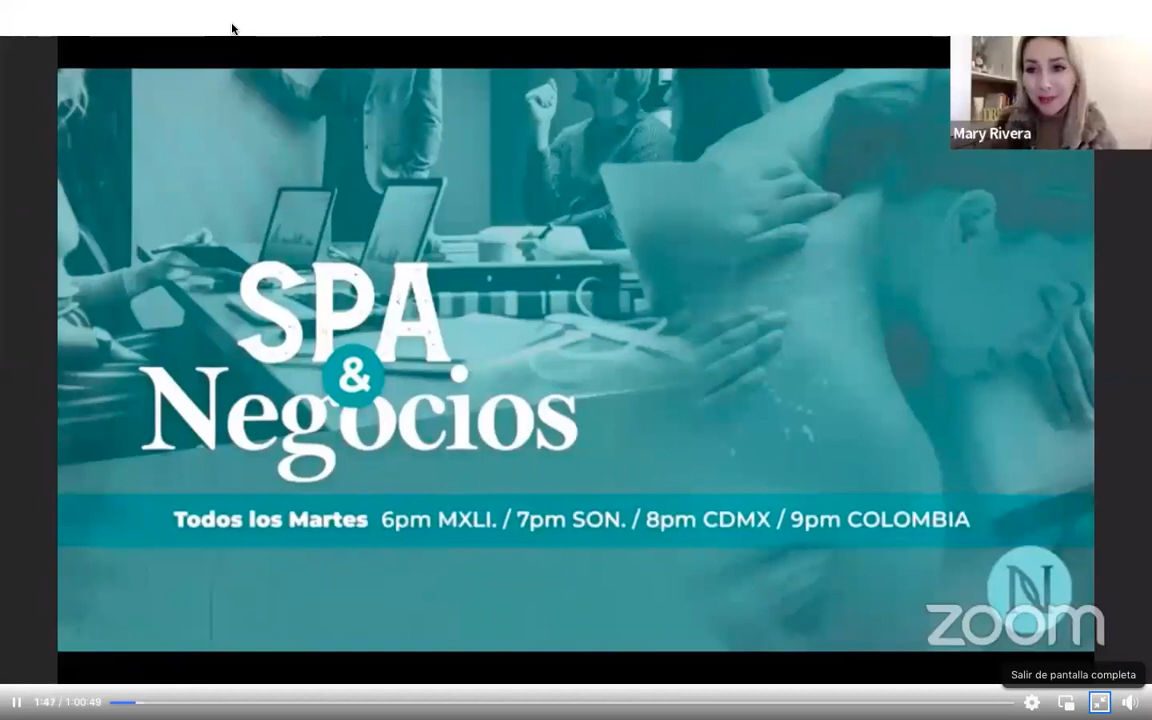 Mary Rivera
SPA
&
Negocios
Todos los Martes 6pm MXLI. / 7pm SON. / 8pm CDMX / 9pm COLOMBIA
N
zoom
Salir de pantalla completa
1:47 / 1:00:49